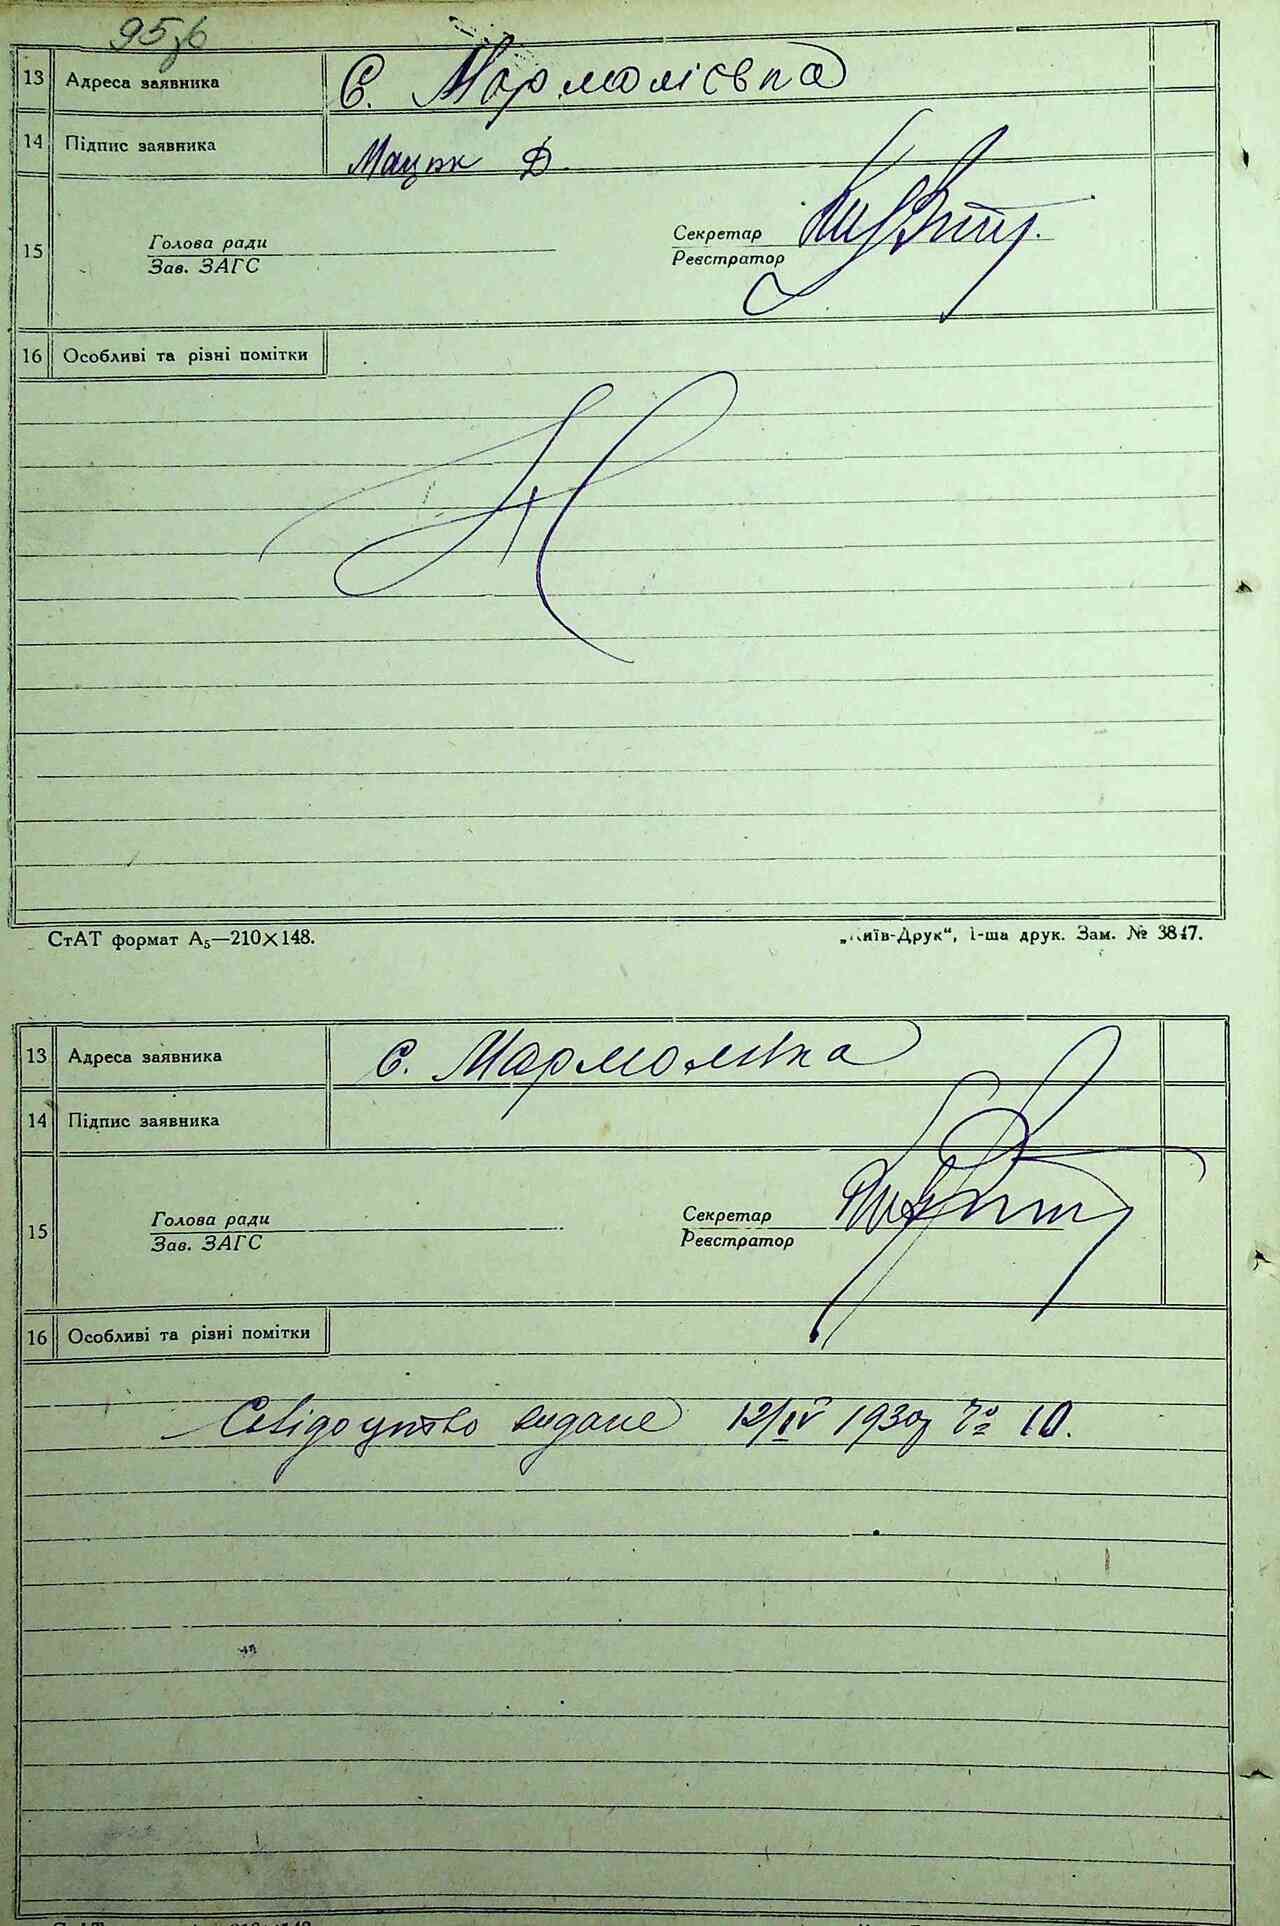 95зв
13 Адреса заявника С. Мармолієвка
14 Підпис заявника Мацюк Д.
15 Голова ради
Зав. ЗАГС
Секретар
Реєстратор
16 Особливі та різні помітки
СтАТ формат А5—210×148.
„Київ-Друк“, 1-ша друк. Зам. № 3847.
13 Адреса заявника с. Мармолівка
14 Підпис заявника
15 Голова ради
Зав. ЗАГС
Секретар
Реєстратор
16 Особливі та різні помітки
Свідоцтво видане 12/IV 193 № 10.